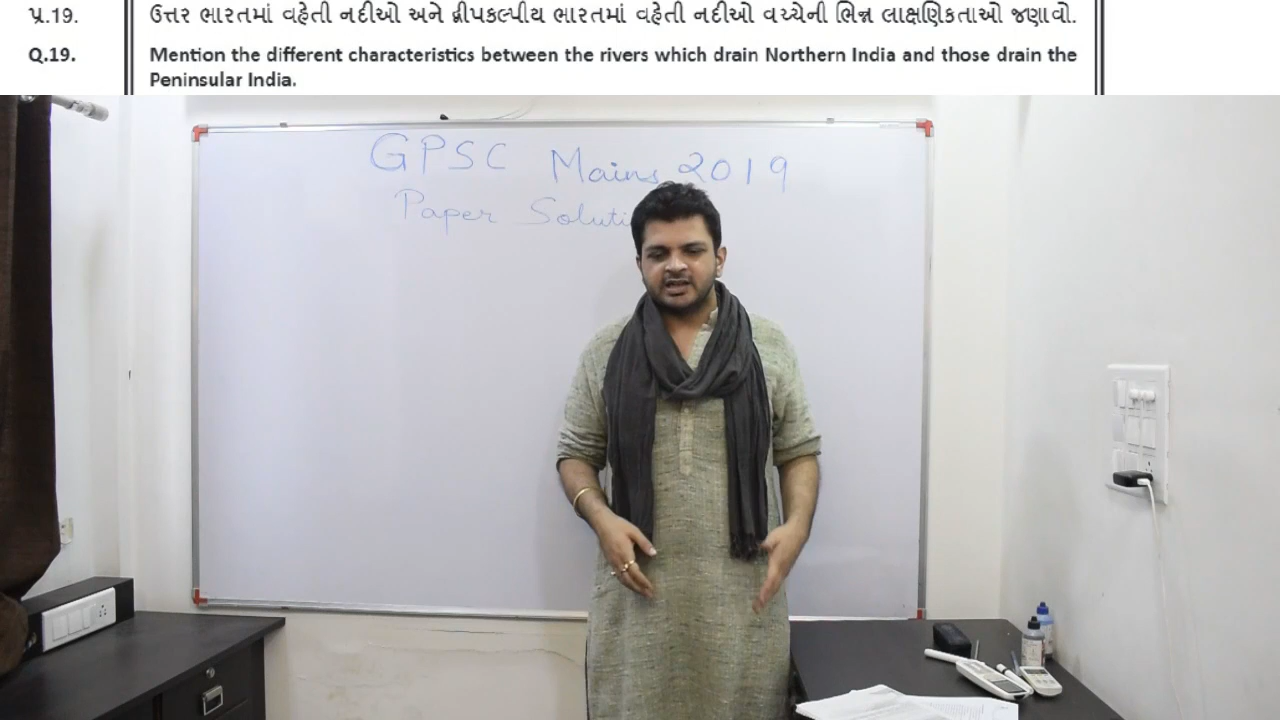 પ્ર.19.
ઉત્તર ભારતમાં વહેતી નદીઓ અને દ્વીપકલ્પીય ભારતમાં વહેતી નદીઓ વચ્ચેની ભિન્ન લાક્ષણિકતાઓ જણાવો.
Q.19.
Mention the different characteristics between the rivers which drain Northern India and those drain the
Peninsular India.
GPSC Mains 2019
Paper Soluti